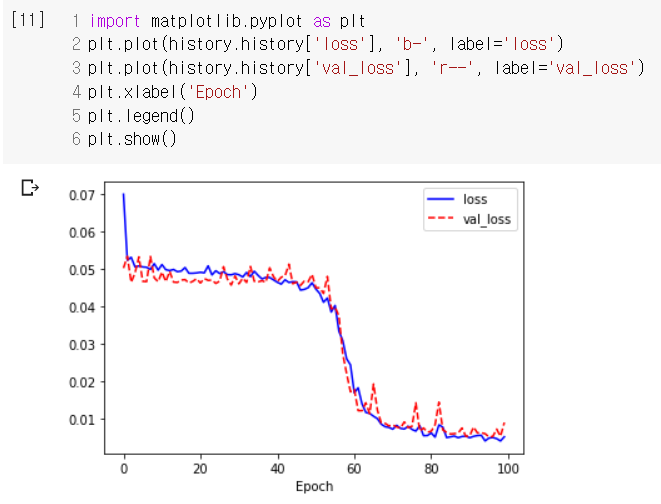 [11]
1 import matplotlib.pyplot as plt
2 plt.plot(history.history['loss'], 'b-', label='loss')
3 plt.plot(history.history['val_loss'], 'r--', label='val_loss')
4 plt.xlabel('Epoch')
5 plt.legend()
6 plt.show()
loss
val_loss
0.07
0.06
0.05
0.04
0.03
0.02
0.01
0 20 40 60 80 100
Epoch